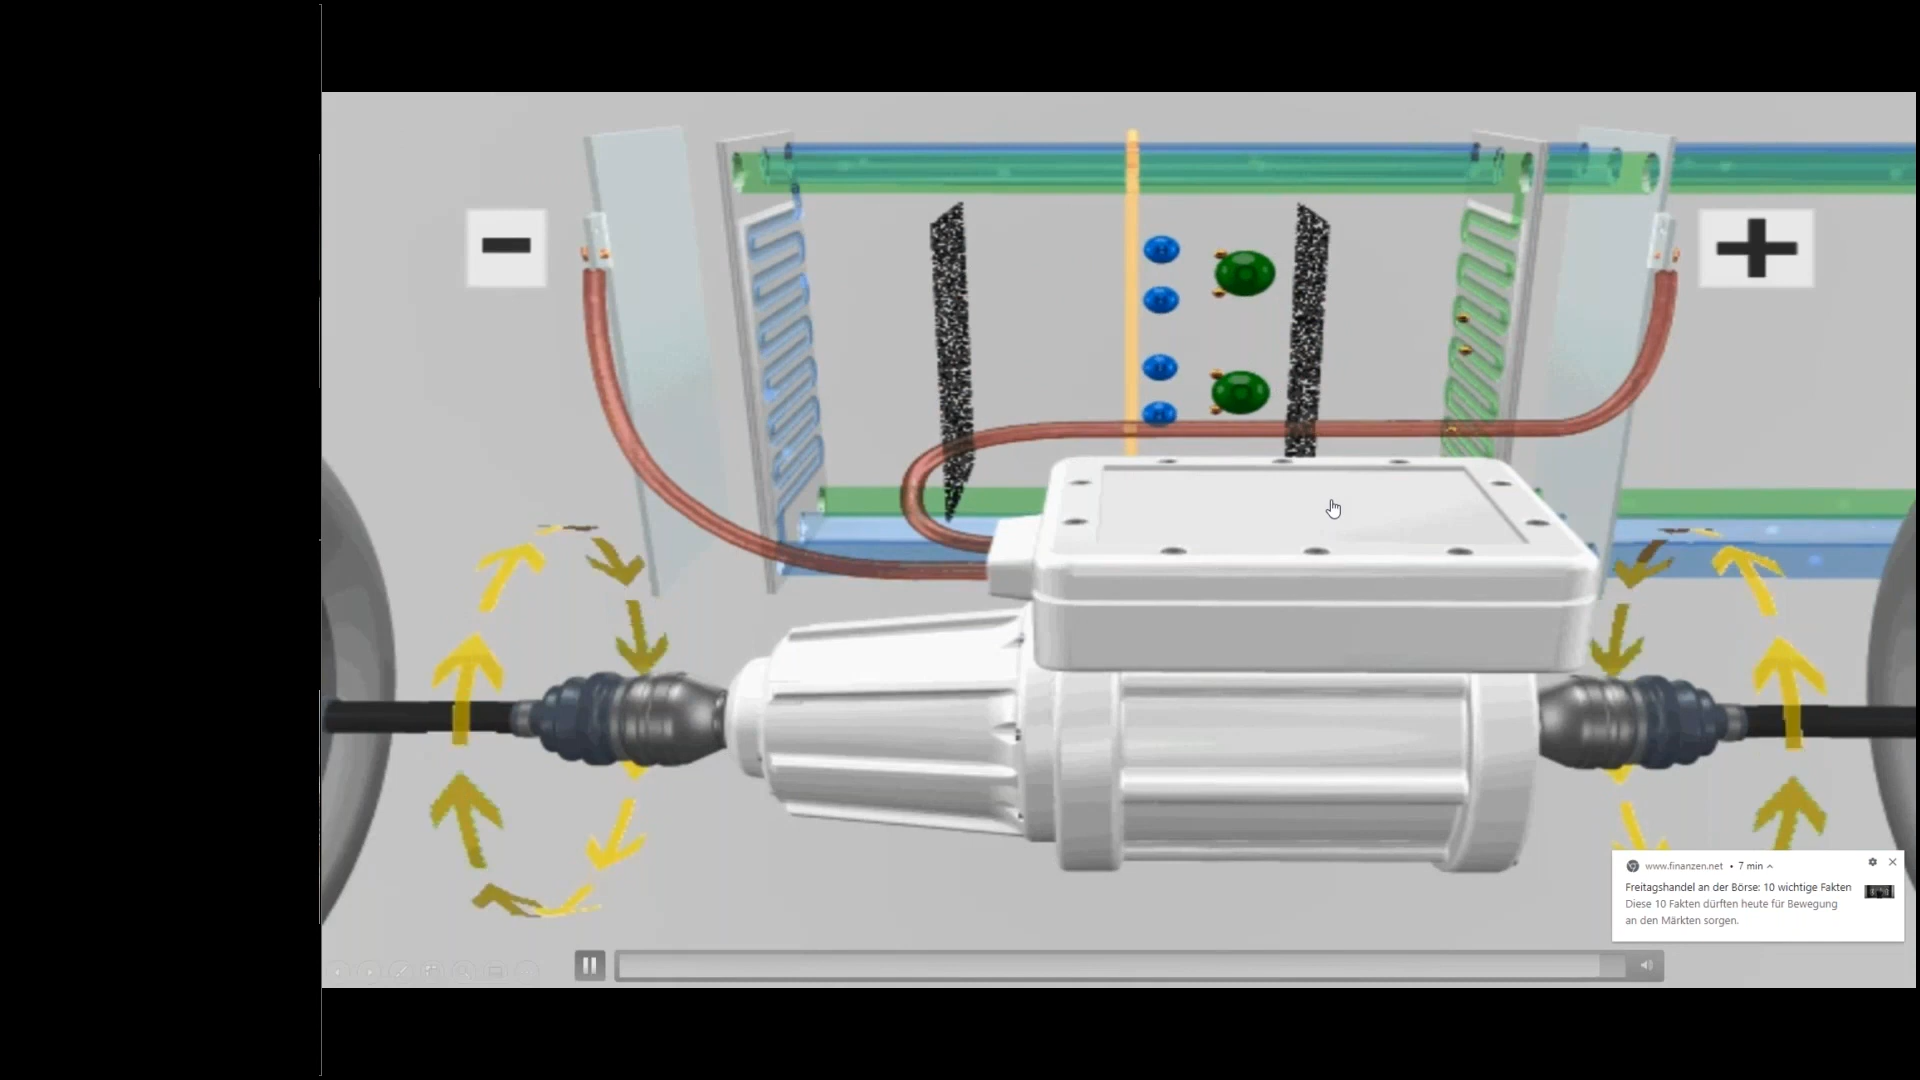 −
+
www.finanzen.net • 7 min
Freitagshandel an der Börse: 10 wichtige Fakten
Diese 10 Fakten dürften heute für Bewegung
an den Märkten sorgen.